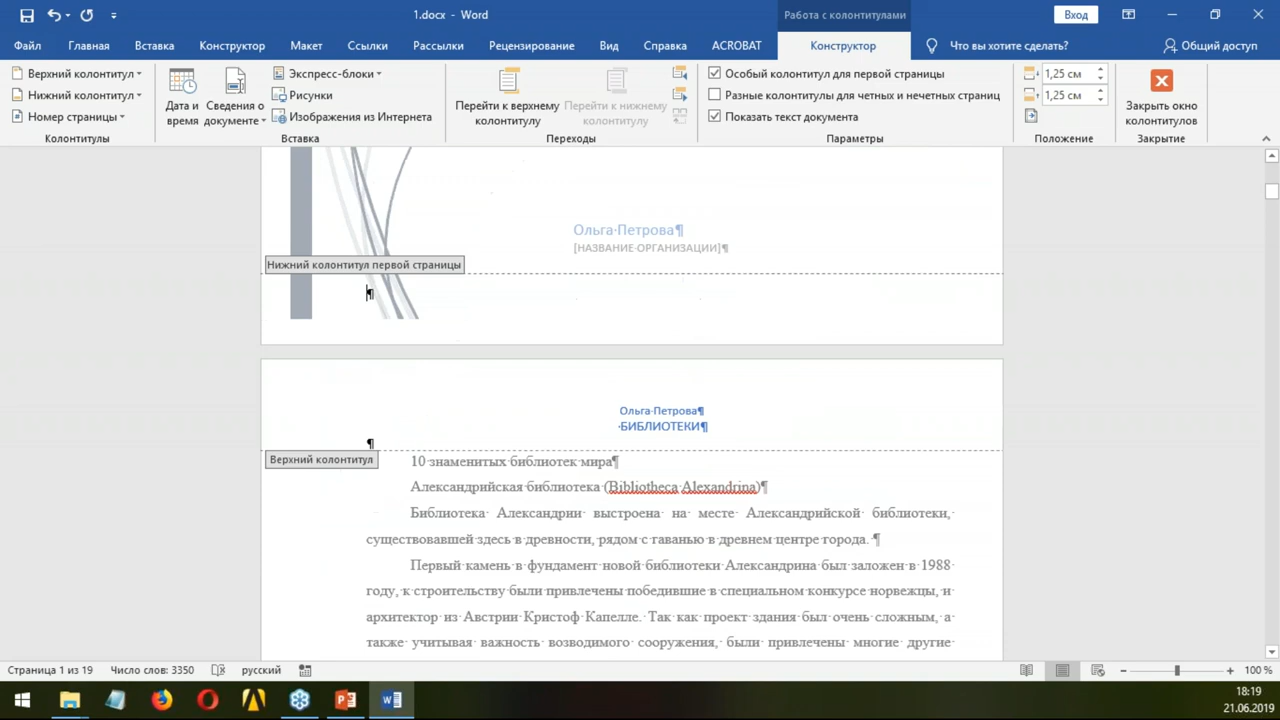 1.docx - Word
Работа с колонтитулами
Вход
Файл Главная Вставка Конструктор Макет Ссылки Рассылки Рецензирование Вид Справка ACROBAT Конструктор Что вы хотите сделать? Общий доступ
Верхний колонтитул
Нижний колонтитул
Номер страницы
Колонтитулы
Дата и время
Сведения о документе
Экспресс-блоки
Рисунки
Изображения из Интернета
Вставка
Перейти к верхнему колонтитулу
Перейти к нижнему колонтитулу
Переходы
Особый колонтитул для первой страницы
Разные колонтитулы для четных и нечетных страниц
Показать текст документа
Параметры
1,25 см
1,25 см
Положение
Закрыть окно колонтитулов
Закрытие
Ольга·Петрова¶
[НАЗВАНИЕ·ОРГАНИЗАЦИИ]¶
Нижний колонтитул первой страницы
¶
Ольга·Петрова¶
·БИБЛИОТЕКИ¶
¶
Верхний колонтитул
10·знаменитых·библиотек·мира¶
Александрийская·библиотека·(Bibliotheca·Alexandrina)¶
Библиотека· Александрии· выстроена· на· месте· Александрийской· библиотеки,·
существовавшей·здесь·в·древности,·рядом·с·гаванью·в·древнем·центре·города.·¶
Первый·камень·в·фундамент·новой·библиотеки·Александрина·был·заложен·в·1988·
году,·к·строительству·были·привлечены·победившие·в·специальном·конкурсе·норвежцы,·и·
архитектор·из·Австрии·Кристоф·Капелле.·Так·как·проект·здания·был·очень·сложным,·а·
также· учитывая· важность· возводимого· сооружения,· были· привлечены· многие· другие·
Страница 1 из 19 Число слов: 3350 русский 100 %
18:19
21.06.2019